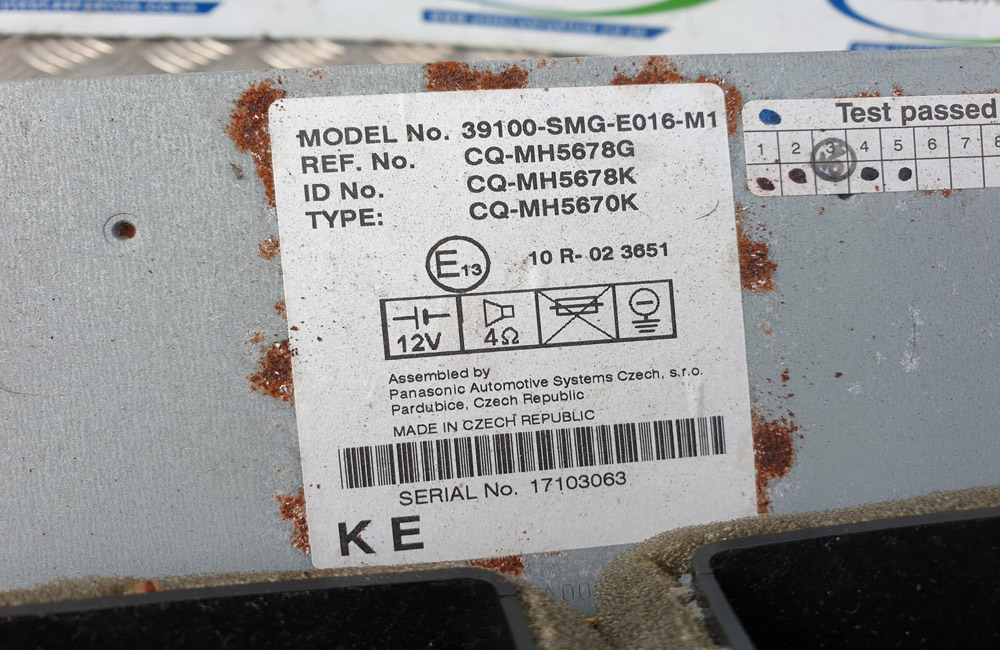 MODEL No. 39100-SMG-E016-M1
REF. No. CQ-MH5678G
ID No. CQ-MH5678K
TYPE: CQ-MH5670K
E13 10 R- 02 3651
12V 4Ω
Assembled by
Panasonic Automotive Systems Czech, s.r.o.
Pardubice, Czech Republic
MADE IN CZECH REPUBLIC
SERIAL No. 17103063
KE
Test passed
1 2 3 4 5 6 7 8